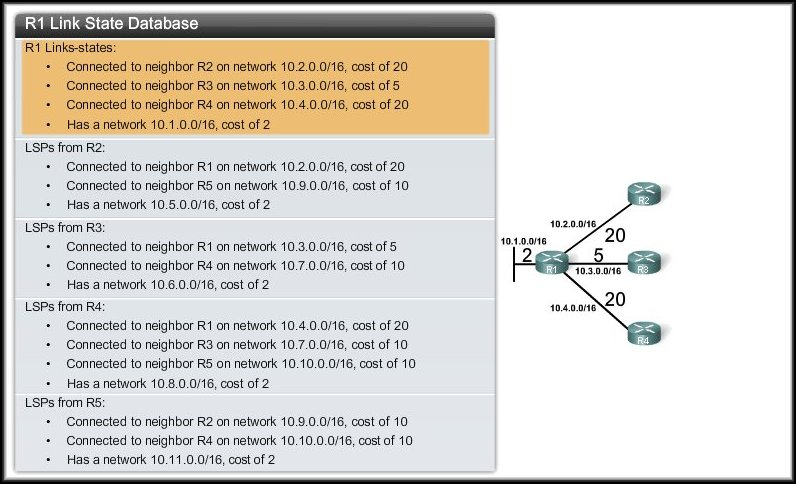 R1 Link State Database
R1 Links-states:
• Connected to neighbor R2 on network 10.2.0.0/16, cost of 20
• Connected to neighbor R3 on network 10.3.0.0/16, cost of 5
• Connected to neighbor R4 on network 10.4.0.0/16, cost of 20
• Has a network 10.1.0.0/16, cost of 2
LSPs from R2:
• Connected to neighbor R1 on network 10.2.0.0/16, cost of 20
• Connected to neighbor R5 on network 10.9.0.0/16, cost of 10
• Has a network 10.5.0.0/16, cost of 2
LSPs from R3:
• Connected to neighbor R1 on network 10.3.0.0/16, cost of 5
• Connected to neighbor R4 on network 10.7.0.0/16, cost of 10
• Has a network 10.6.0.0/16, cost of 2
LSPs from R4:
• Connected to neighbor R1 on network 10.4.0.0/16, cost of 20
• Connected to neighbor R3 on network 10.7.0.0/16, cost of 10
• Connected to neighbor R5 on network 10.10.0.0/16, cost of 10
• Has a network 10.8.0.0/16, cost of 2
LSPs from R5:
• Connected to neighbor R2 on network 10.9.0.0/16, cost of 10
• Connected to neighbor R4 on network 10.10.0.0/16, cost of 10
• Has a network 10.11.0.0/16, cost of 2
R2
10.2.0.0/16
20
10.1.0.0/16
2
R1
5
10.3.0.0/16
R3
20
10.4.0.0/16
R4